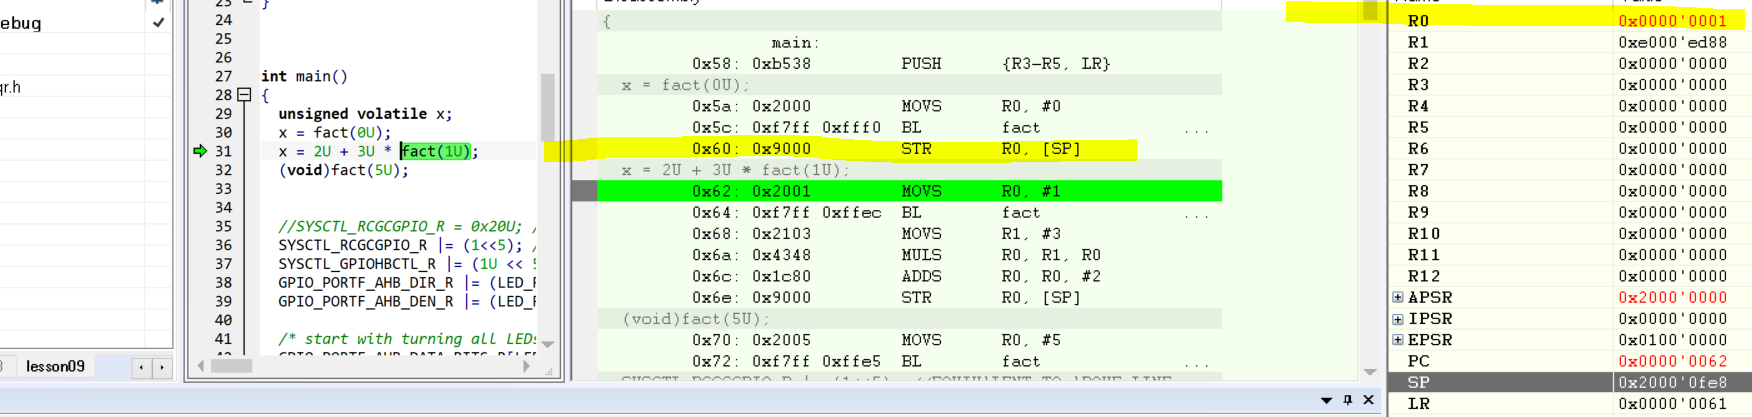 ebug
qr.h
lesson09
23 }
24
25
26
27 int main()
28 {
29 unsigned volatile x;
30 x = fact(0U);
31 x = 2U + 3U * fact(1U);
32 (void)fact(5U);
33
34
35 //SYSCTL_RCGCGPIO_R = 0x20U; /
36 SYSCTL_RCGCGPIO_R |= (1<<5); /
37 SYSCTL_GPIOHBCTL_R |= (1U <<
38 GPIO_PORTF_AHB_DIR_R |= (LED_
39 GPIO_PORTF_AHB_DEN_R |= (LED_
40
41 /* start with turning all LEDs
{
main:
0x58: 0xb538 PUSH {R3-R5, LR}
x = fact(0U);
0x5a: 0x2000 MOVS R0, #0
0x5c: 0xf7ff 0xfff0 BL fact ...
0x60: 0x9000 STR R0, [SP]
x = 2U + 3U * fact(1U);
0x62: 0x2001 MOVS R0, #1
0x64: 0xf7ff 0xffec BL fact ...
0x68: 0x2103 MOVS R1, #3
0x6a: 0x4348 MULS R0, R1, R0
0x6c: 0x1c80 ADDS R0, R0, #2
0x6e: 0x9000 STR R0, [SP]
(void)fact(5U);
0x70: 0x2005 MOVS R0, #5
0x72: 0xf7ff 0xffe5 BL fact ...
R0 0x0000'0001
R1 0xe000'ed88
R2 0x0000'0000
R3 0x0000'0000
R4 0x0000'0000
R5 0x0000'0000
R6 0x0000'0000
R7 0x0000'0000
R8 0x0000'0000
R9 0x0000'0000
R10 0x0000'0000
R11 0x0000'0000
R12 0x0000'0000
APSR 0x2000'0000
IPSR 0x0000'0000
EPSR 0x0100'0000
PC 0x0000'0062
SP 0x2000'0fe8
LR 0x0000'0061